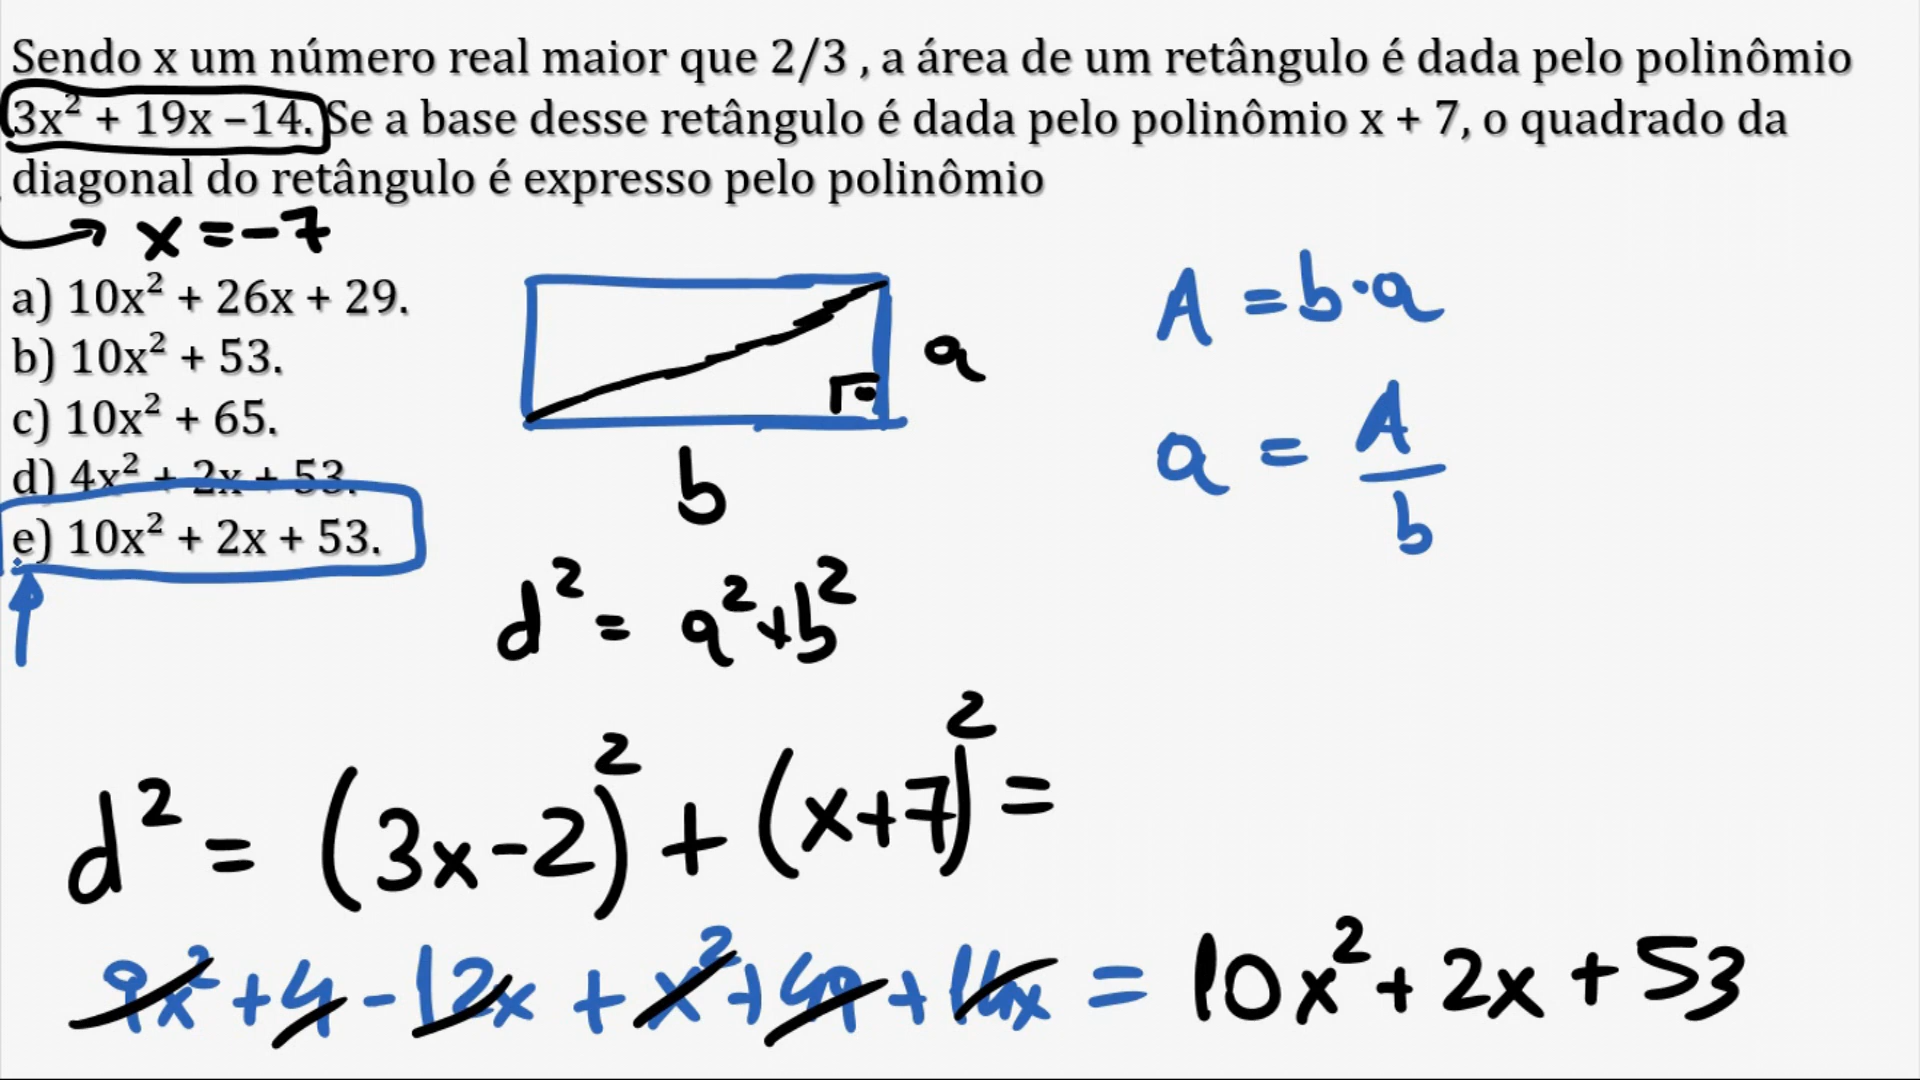 Sendo x um número real maior que 2/3 , a área de um retângulo é dada pelo polinômio
3x² + 19x –14. Se a base desse retângulo é dada pelo polinômio x + 7, o quadrado da
diagonal do retângulo é expresso pelo polinômio
x = -7
a) 10x² + 26x + 29.
b) 10x² + 53.
c) 10x² + 65.
d) 4x² + 2x + 53.
e) 10x² + 2x + 53.
a
b
A = b·a
a = A/b
d² = a²+b²
d² = (3x-2)² + (x+7)² =
9x²+4-12x+x²+49+14x = 10x²+2x+53